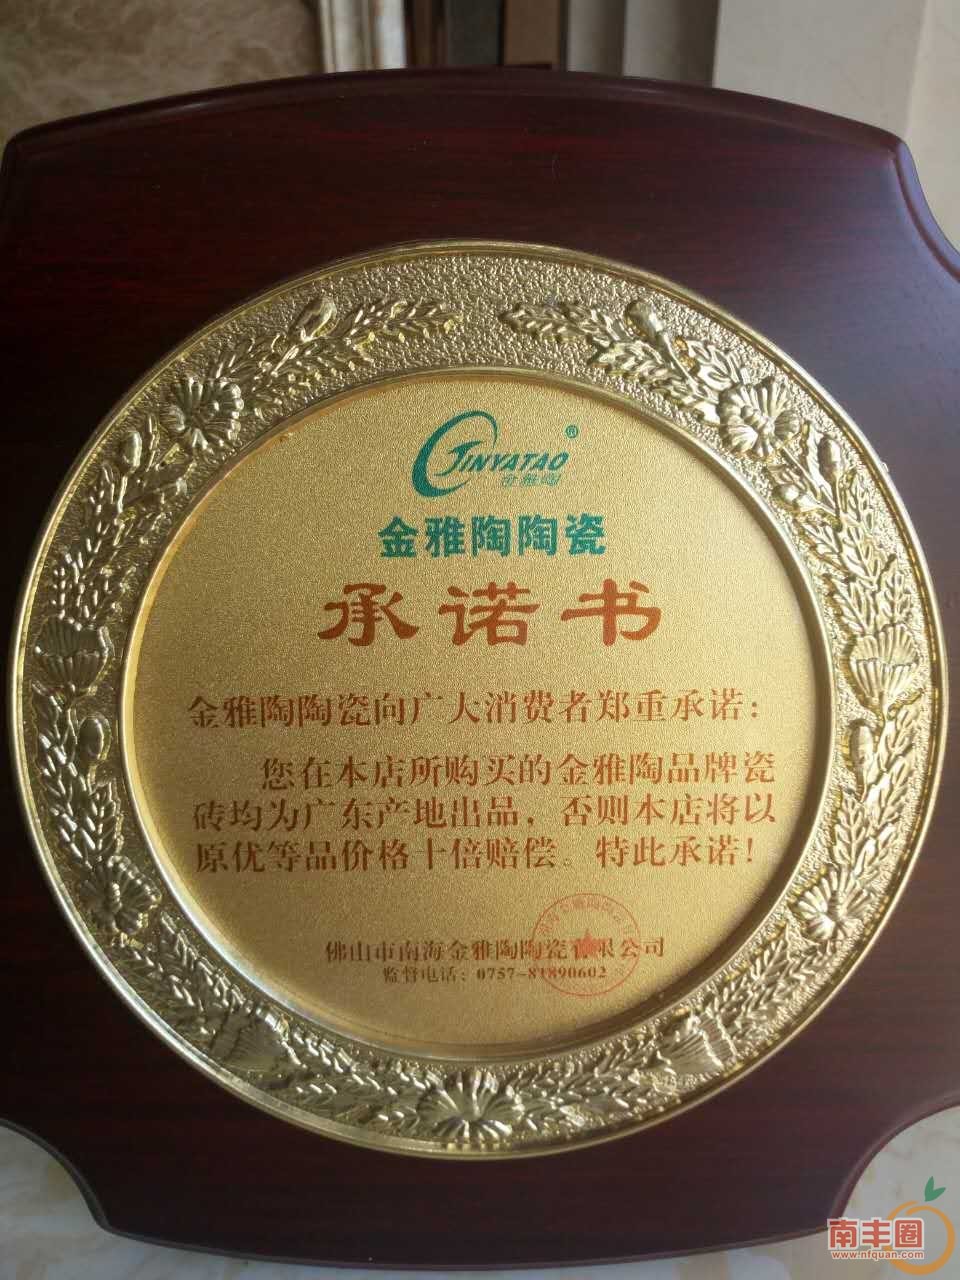 JINYATAO®
金雅陶
金雅陶陶瓷
承诺书
金雅陶陶瓷向广大消费者郑重承诺：
您在本店所购买的金雅陶品牌瓷
砖均为广东产地出品，否则本店将以
原优等品价格十倍赔偿。特此承诺！
佛山市南海金雅陶陶瓷有限公司
监督电话：0757-81890602
南丰圈
www.nfquan.com